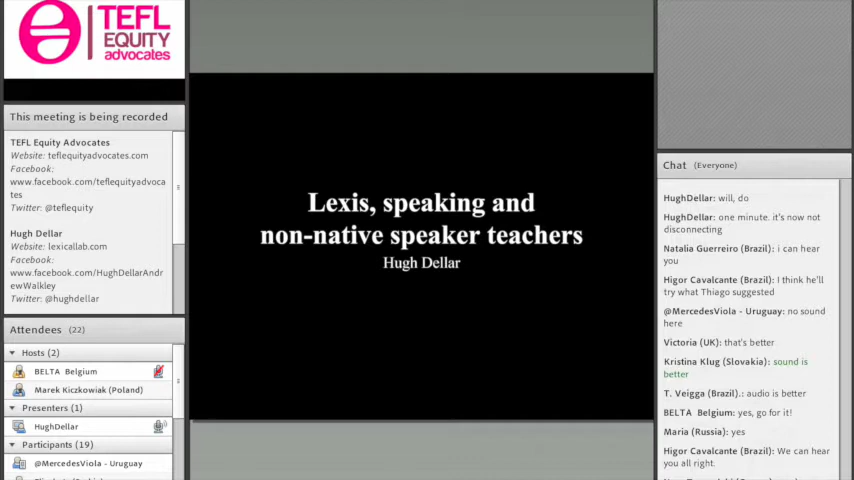 TEFL
EQUITY
advocates
This meeting is being recorded
TEFL Equity Advocates
Website: teflequityadvocates.com
Facebook:
www.facebook.com/teflequityadvoca
tes
Twitter: @teflequity
Hugh Dellar
Website: lexicallab.com
Facebook:
www.facebook.com/HughDellarAndr
ewWalkley
Twitter: @hughdellar
Attendees (22)
Hosts (2)
BELTA Belgium
Marek Kiczkowiak (Poland)
Presenters (1)
HughDellar
Participants (19)
@MercedesViola - Uruguay
Lexis, speaking and
non-native speaker teachers
Hugh Dellar
Chat (Everyone)
HughDellar: will, do
HughDellar: one minute. it's now not
disconnecting
Natalia Guerreiro (Brazil): i can hear
you
Higor Cavalcante (Brazil): I think he'll
try what Thiago suggested
@MercedesViola - Uruguay: no sound
here
Victoria (UK): that's better
Kristina Klug (Slovakia): sound is
better
T. Veigga (Brazil).: audio is better
BELTA Belgium: yes, go for it!
Maria (Russia): yes
Higor Cavalcante (Brazil): We can hear
you all right.